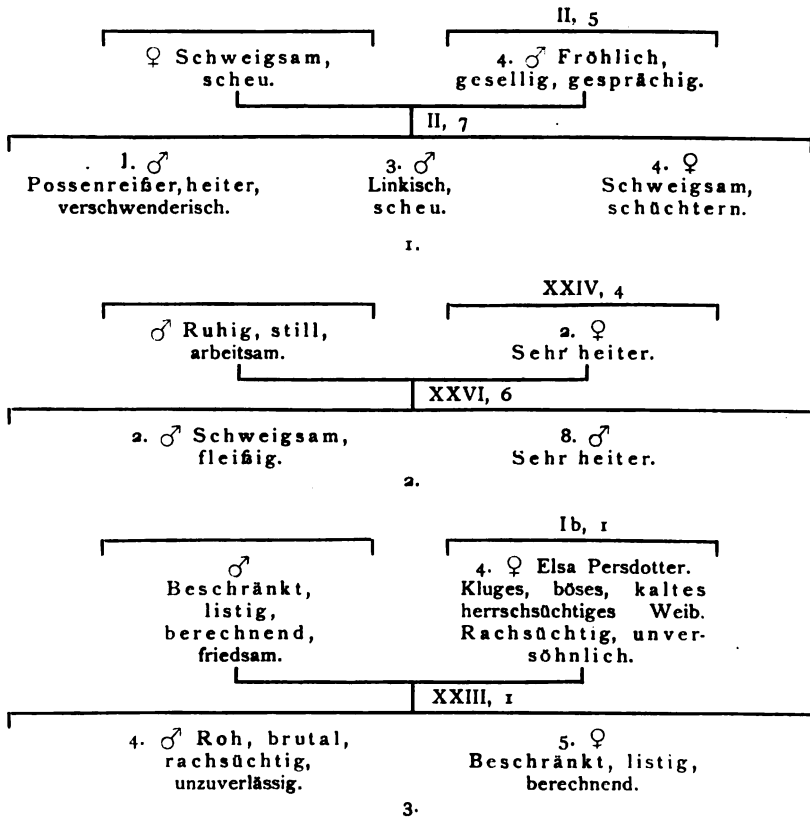 II, 5
♀ Schweigsam,
scheu.
4. ♂ Fröhlich,
gesellig, gesprächig.
II, 7
1. ♂
Possenreißer, heiter,
verschwenderisch.
3. ♂
Linkisch,
scheu.
4. ♀
Schweigsam,
schüchtern.
1.
XXIV, 4
♂ Ruhig, still,
arbeitsam.
2. ♀
Sehr heiter.
XXVI, 6
2. ♂ Schweigsam,
fleißig.
8. ♂
Sehr heiter.
2.
Ib, 1
♂
Beschränkt,
listig,
berechnend,
friedsam.
4. ♀ Elsa Persdotter.
Kluges, böses, kaltes
herrschsüchtiges Weib.
Rachsüchtig, unver-
söhnlich.
XXIII, 1
4. ♂ Roh, brutal,
rachsüchtig,
unzuverlässig.
5. ♀
Beschränkt, listig,
berechnend.
3.